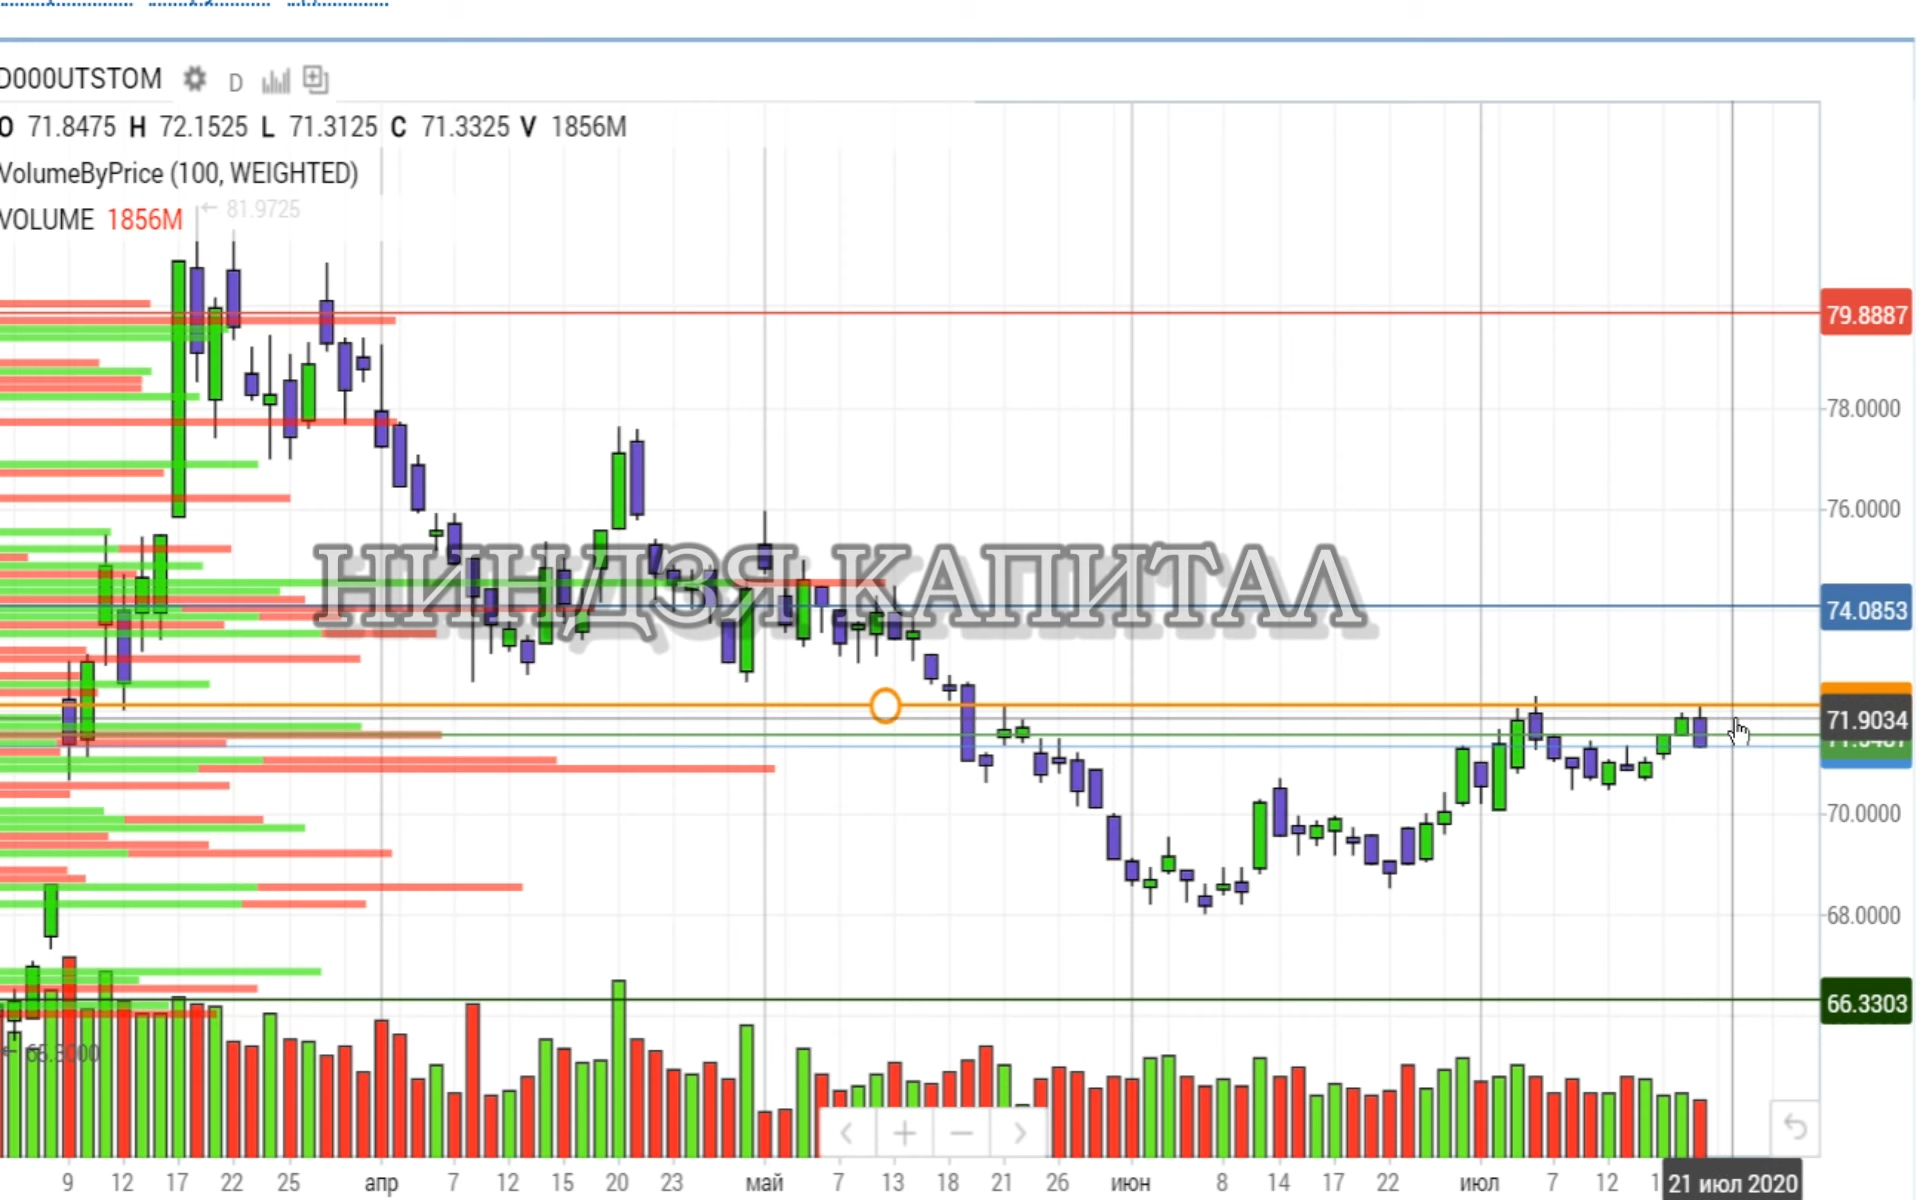 D000UTSTOM D
O 71.8475 H 72.1525 L 71.3125 C 71.3325 V 1856M
VolumeByPrice (100, WEIGHTED)
VOLUME 1856M
← 81.9725
79.8887
78.0000
76.0000
НИНДЗЯ КАПИТАЛ
74.0853
71.9034
70.0000
68.0000
66.3303
9 12 17 22 25 апр 7 12 15 20 23 май 7 13 18 21 26 июн 8 14 17 22 июл 7 12 21 июл 2020